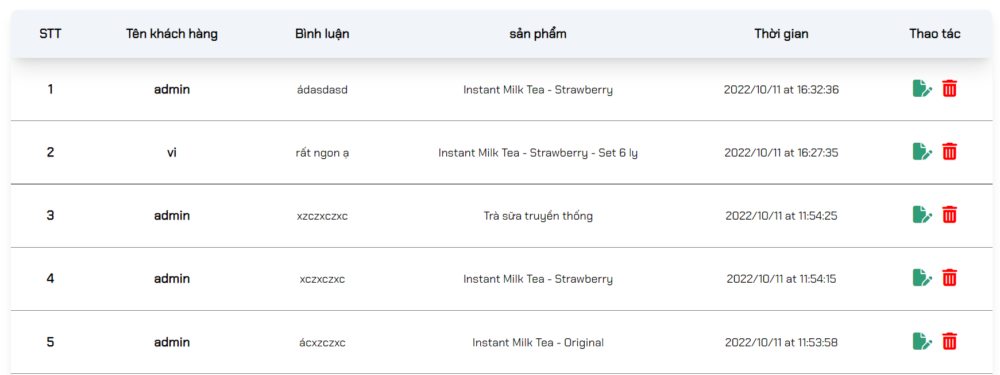 STT Tên khách hàng Bình luận sản phẩm Thời gian Thao tác
1 admin ádasdasd Instant Milk Tea - Strawberry 2022/10/11 at 16:32:36
2 vi rất ngon ạ Instant Milk Tea - Strawberry - Set 6 ly 2022/10/11 at 16:27:35
3 admin xzczxczxc Trà sữa truyền thống 2022/10/11 at 11:54:25
4 admin xczxczxc Instant Milk Tea - Strawberry 2022/10/11 at 11:54:15
5 admin ácxzczxc Instant Milk Tea - Original 2022/10/11 at 11:53:58